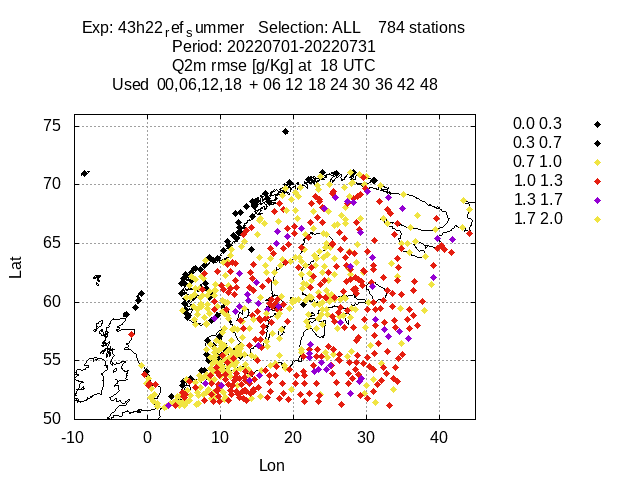 Exp: 43h22refsummer   Selection: ALL    784 stations
Period: 20220701-20220731
Q2m rmse [g/Kg] at  18 UTC
Used  00,06,12,18  + 06 12 18 24 30 36 42 48
0.0 0.3
0.3 0.7
0.7 1.0
1.0 1.3
1.3 1.7
1.7 2.0
75
70
65
60
55
50
Lat
-10 0 10 20 30 40
Lon